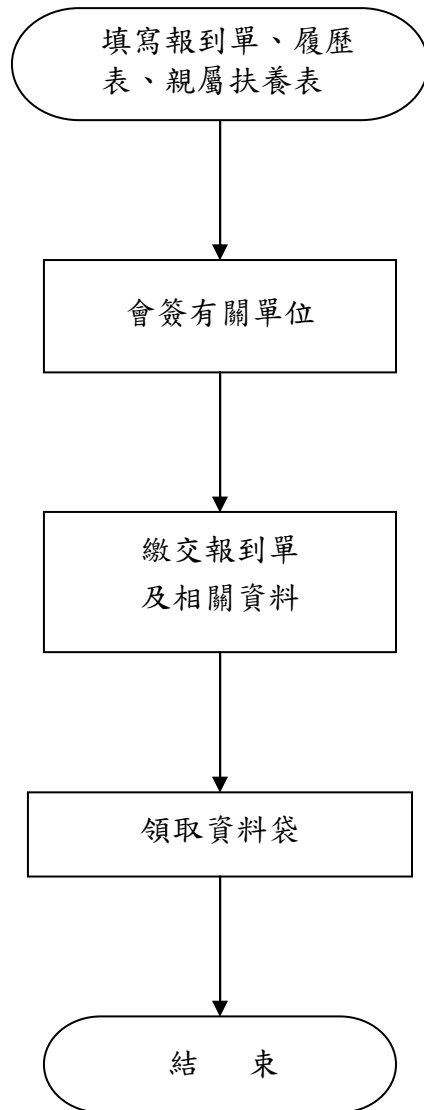 填寫報到單、履歷
表、親屬扶養表
會簽有關單位
繳交報到單
及相關資料
領取資料袋
結　束